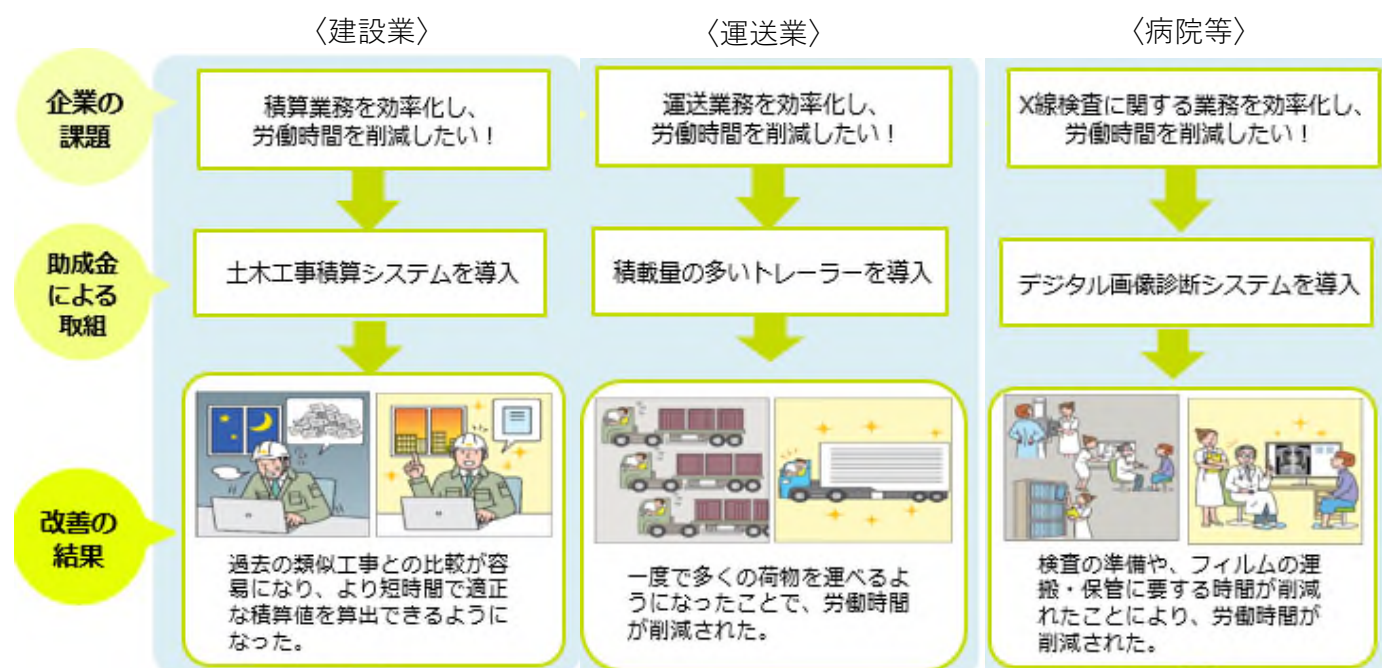 〈建設業〉
〈運送業〉
〈病院等〉
企業の
課題
積算業務を効率化し、
労働時間を削減したい！
運送業務を効率化し、
労働時間を削減したい！
X線検査に関する業務を効率化し、
労働時間を削減したい！
助成金
による
取組
土木工事積算システムを導入
積載量の多いトレーラーを導入
デジタル画像診断システムを導入
改善の
結果
過去の類似工事との比較が容
易になり、より短時間で適正
な積算値を算出できるように
なった。
一度で多くの荷物を運べるよ
うになったことで、労働時間
が削減された。
検査の準備や、フィルムの運
搬・保管に要する時間が削減
れたことにより、労働時間が
削減された。